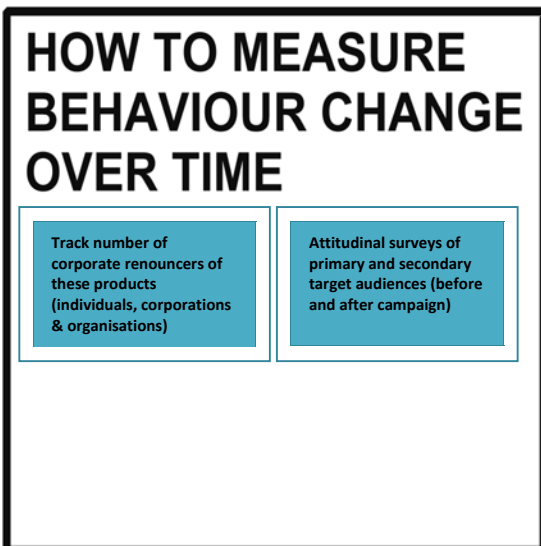 HOW TO MEASURE
BEHAVIOUR CHANGE
OVER TIME
Track number of
corporate renouncers of
these products
(individuals, corporations
& organisations)
Attitudinal surveys of
primary and secondary
target audiences (before
and after campaign)